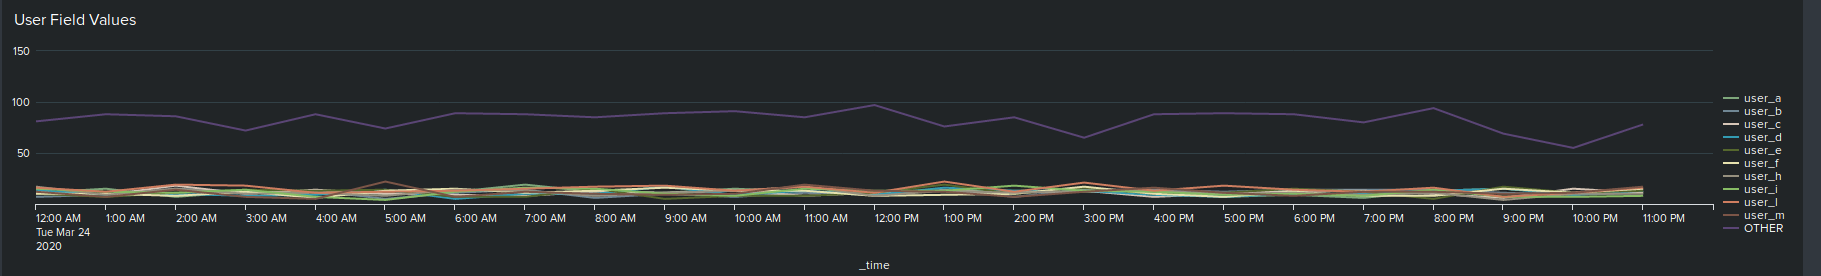 User Field Values
150
100
50
12:00 AM 1:00 AM 2:00 AM 3:00 AM 4:00 AM 5:00 AM 6:00 AM 7:00 AM 8:00 AM 9:00 AM 10:00 AM 11:00 AM 12:00 PM 1:00 PM 2:00 PM 3:00 PM 4:00 PM 5:00 PM 6:00 PM 7:00 PM 8:00 PM 9:00 PM 10:00 PM 11:00 PM
Tue Mar 24
2020
_time
user_a
user_b
user_c
user_d
user_e
user_f
user_h
user_i
user_l
user_m
OTHER